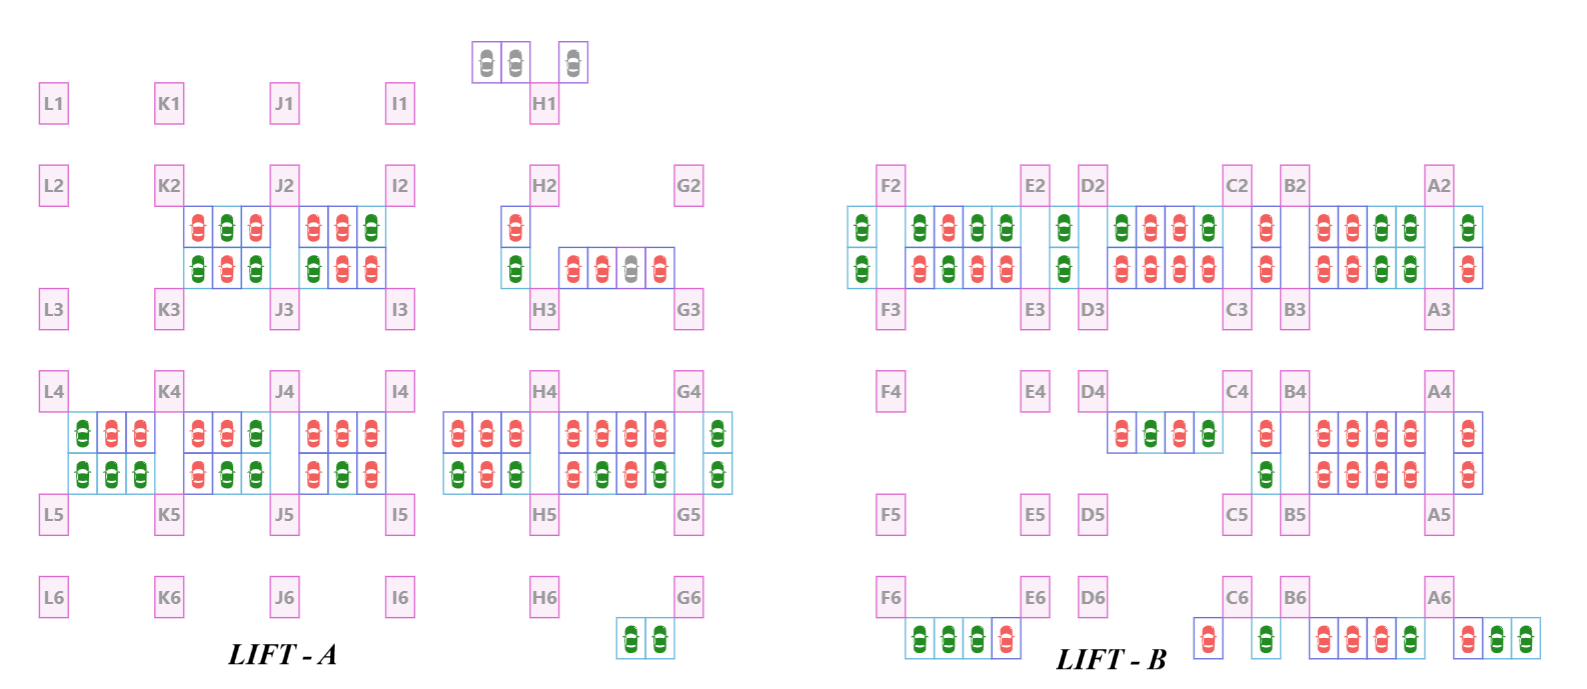 L1 K1 J1 I1 H1
L2 K2 J2 I2 H2 G2 F2 E2 D2 C2 B2 A2
L3 K3 J3 I3 H3 G3 F3 E3 D3 C3 B3 A3
L4 K4 J4 I4 H4 G4 F4 E4 D4 C4 B4 A4
L5 K5 J5 I5 H5 G5 F5 E5 D5 C5 B5 A5
L6 K6 J6 I6 H6 G6 F6 E6 D6 C6 B6 A6
LIFT - A LIFT - B